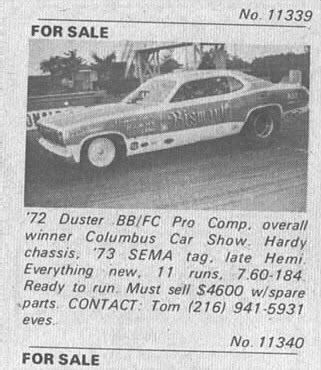 No. 11339
FOR SALE
Bismark
'72 Duster BB/FC Pro Comp, overall
winner Columbus Car Show. Hardy
chassis, '73 SEMA tag, late Hemi.
Everything new, 11 runs, 7.60-184.
Ready to run. Must sell $4600 w/spare
parts. CONTACT: Tom (216) 941-5931
eves.
No. 11340
FOR SALE